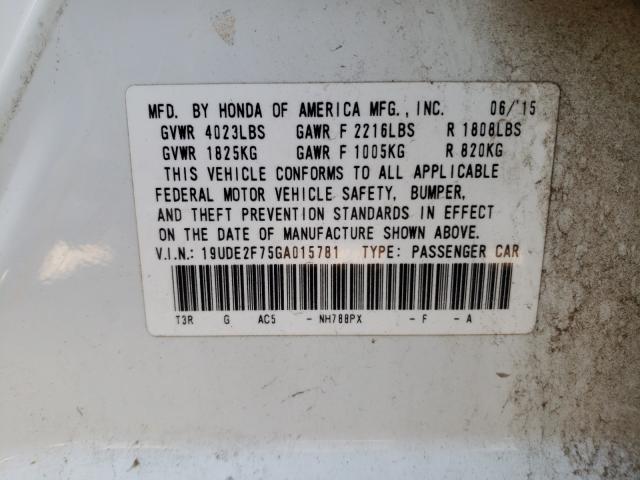 MFD. BY HONDA OF AMERICA MFG., INC. 06/'15
GVWR 4023LBS GAWR F 2216LBS R 1808LBS
GVWR 1825KG GAWR F 1005KG R 820KG
THIS VEHICLE CONFORMS TO ALL APPLICABLE
FEDERAL MOTOR VEHICLE SAFETY, BUMPER,
AND THEFT PREVENTION STANDARDS IN EFFECT
ON THE DATE OF MANUFACTURE SHOWN ABOVE.
V.I.N.: 19UDE2F75GA015781 TYPE: PASSENGER CAR
T3R G AC5 - NH788PX - F - A